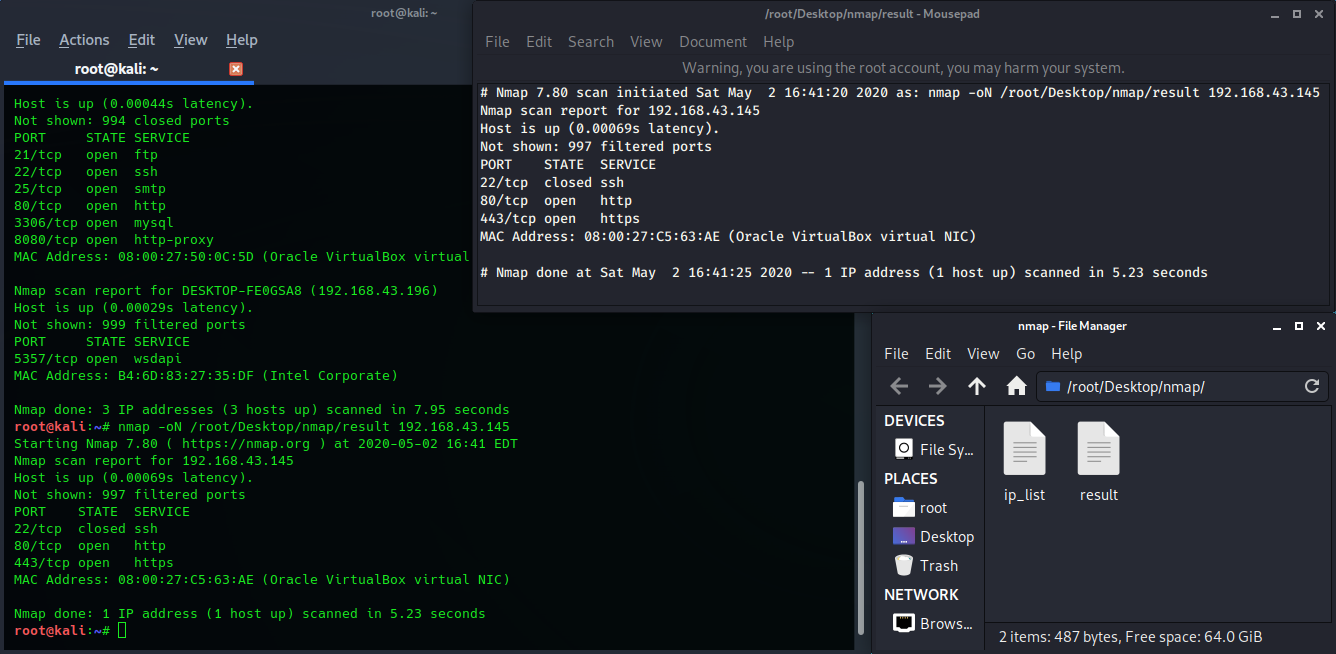 root@kali: ~
File Actions Edit View Help
root@kali: ~
Host is up (0.00044s latency).
Not shown: 994 closed ports
PORT     STATE SERVICE
21/tcp   open  ftp
22/tcp   open  ssh
25/tcp   open  smtp
80/tcp   open  http
3306/tcp open  mysql
8080/tcp open  http-proxy
MAC Address: 08:00:27:50:0C:5D (Oracle VirtualBox virtual
Nmap scan report for DESKTOP-FE0GSA8 (192.168.43.196)
Host is up (0.00029s latency).
Not shown: 999 filtered ports
PORT     STATE SERVICE
5357/tcp open  wsdapi
MAC Address: B4:6D:83:27:35:DF (Intel Corporate)
Nmap done: 3 IP addresses (3 hosts up) scanned in 7.95 seconds
root@kali:~# nmap -oN /root/Desktop/nmap/result 192.168.43.145
Starting Nmap 7.80 ( https://nmap.org ) at 2020-05-02 16:41 EDT
Nmap scan report for 192.168.43.145
Host is up (0.00069s latency).
Not shown: 997 filtered ports
PORT    STATE  SERVICE
22/tcp  closed ssh
80/tcp  open   http
443/tcp open   https
MAC Address: 08:00:27:C5:63:AE (Oracle VirtualBox virtual NIC)
Nmap done: 1 IP address (1 host up) scanned in 5.23 seconds
root@kali:~#
/root/Desktop/nmap/result - Mousepad
File Edit Search View Document Help
Warning, you are using the root account, you may harm your system.
# Nmap 7.80 scan initiated Sat May  2 16:41:20 2020 as: nmap -oN /root/Desktop/nmap/result 192.168.43.145
Nmap scan report for 192.168.43.145
Host is up (0.00069s latency).
Not shown: 997 filtered ports
PORT    STATE  SERVICE
22/tcp  closed ssh
80/tcp  open   http
443/tcp open   https
MAC Address: 08:00:27:C5:63:AE (Oracle VirtualBox virtual NIC)
# Nmap done at Sat May  2 16:41:25 2020 -- 1 IP address (1 host up) scanned in 5.23 seconds
nmap - File Manager
File Edit View Go Help
/root/Desktop/nmap/
DEVICES
File Sy...
PLACES
root
Desktop
Trash
NETWORK
Brows...
ip_list
result
2 items: 487 bytes, Free space: 64.0 GiB